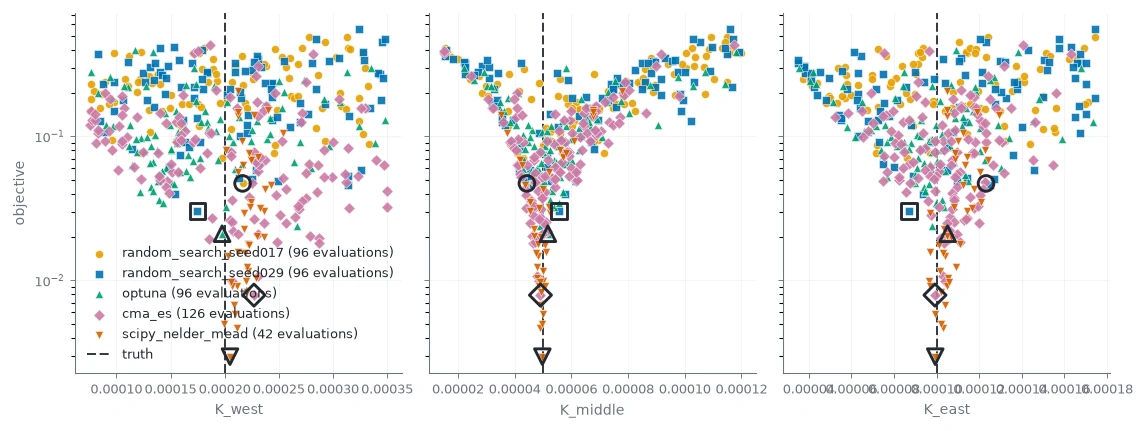 objective
10⁻¹
10⁻²
random_search_seed017 (96 evaluations)
random_search_seed029 (96 evaluations)
optuna (96 evaluations)
cma_es (126 evaluations)
scipy_nelder_mead (42 evaluations)
truth
0.00010 0.00015 0.00020 0.00025 0.00030 0.00035
K_west
0.00002 0.00004 0.00006 0.00008 0.00010 0.00012
K_middle
0.00004 0.00006 0.00008 0.00010 0.00012 0.00014 0.00016 0.00018
K_east